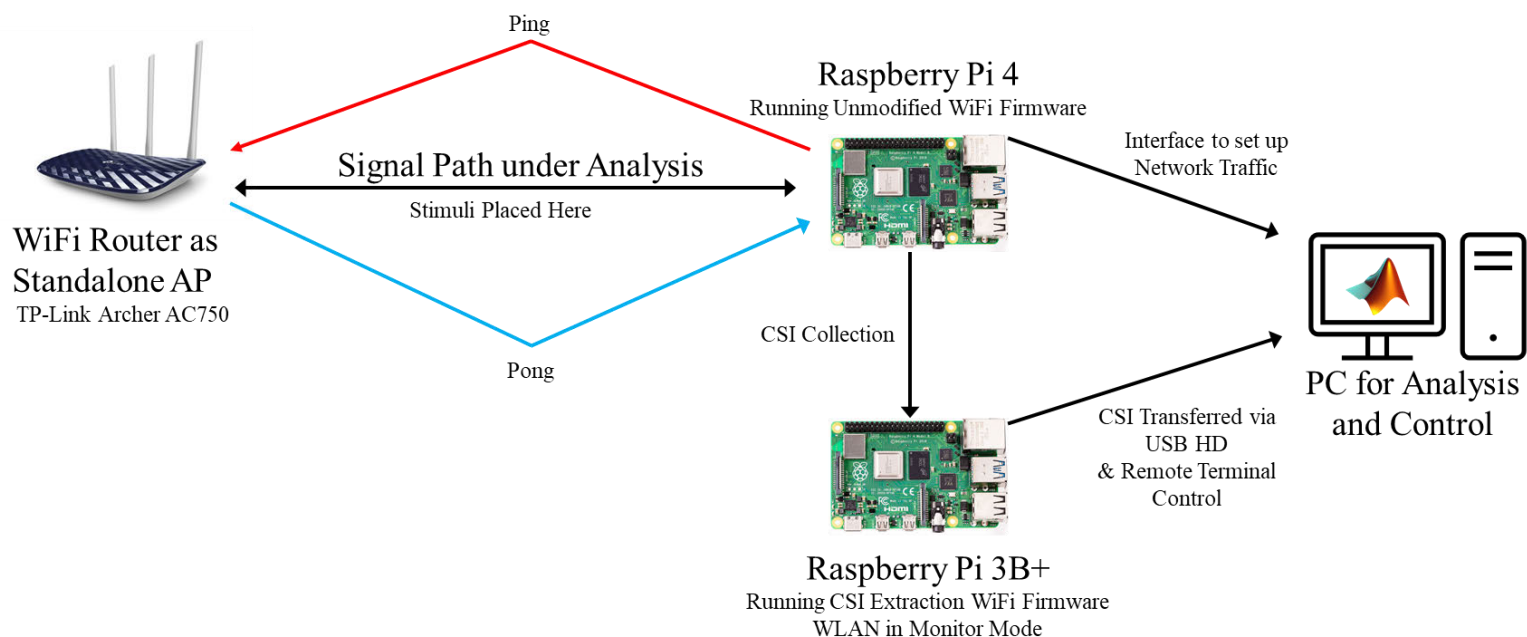 Ping
Raspberry Pi 4
Running Unmodified WiFi Firmware
Signal Path under Analysis
Stimuli Placed Here
Interface to set up
Network Traffic
WiFi Router as
Standalone AP
TP-Link Archer AC750
Pong
CSI Collection
PC for Analysis
and Control
CSI Transferred via
USB HD
& Remote Terminal
Control
HDMI
HDMI
Raspberry Pi 3B+
Running CSI Extraction WiFi Firmware
WLAN in Monitor Mode